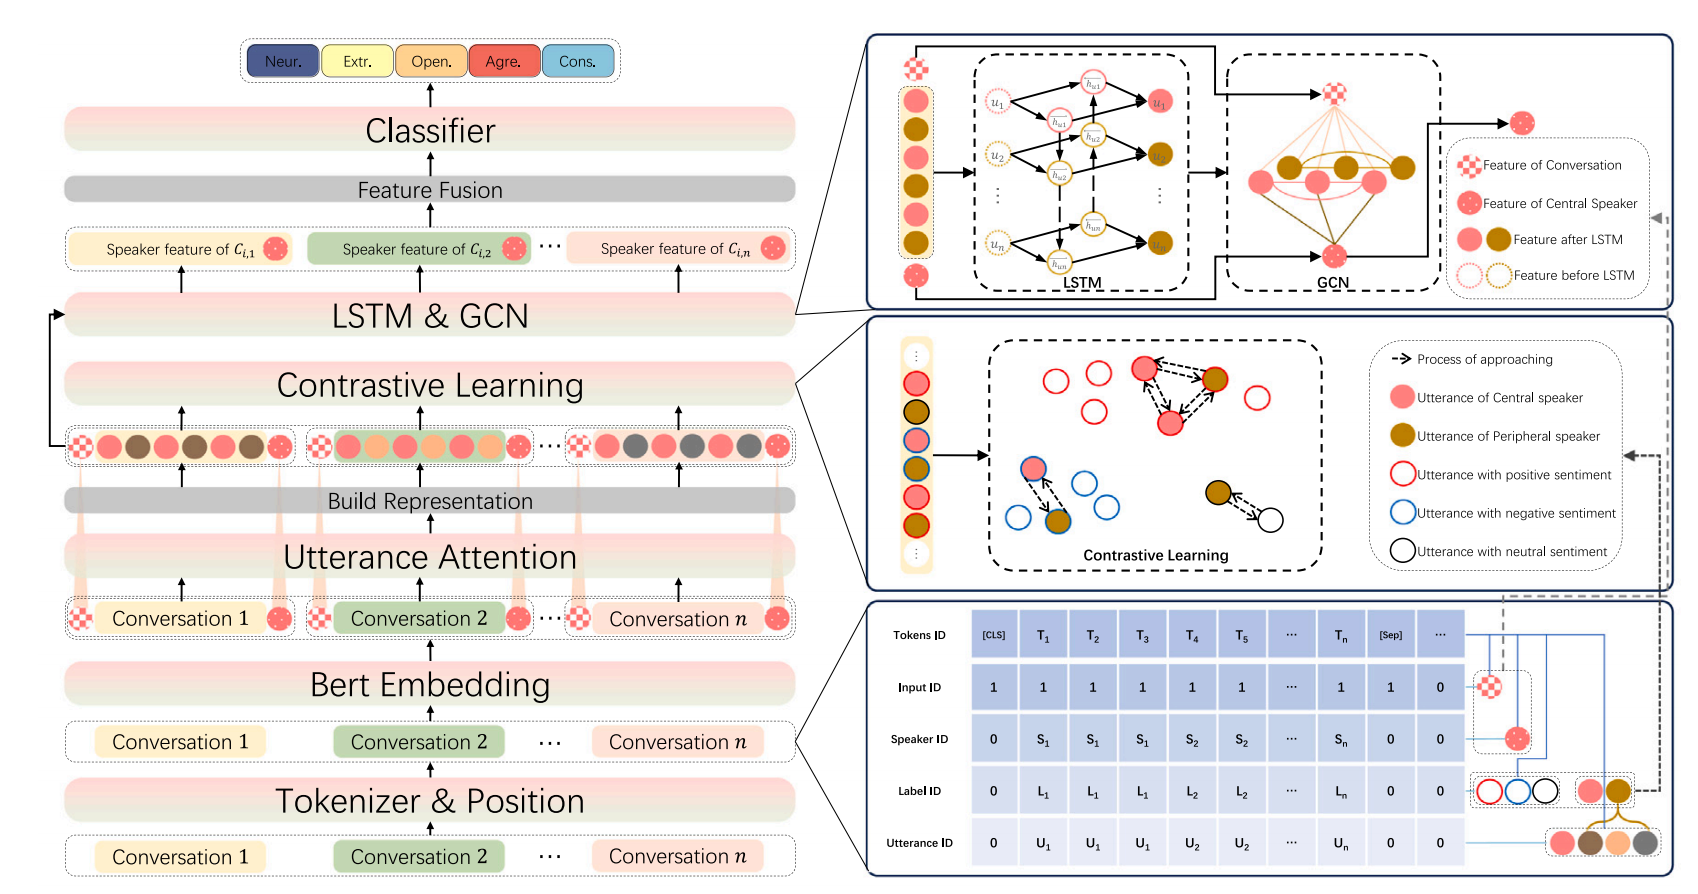 Neur. Extr. Open. Agre. Cons.
Classifier
Feature Fusion
Speaker feature of C_{i,1} Speaker feature of C_{i,2} ··· Speaker feature of C_{i,n}
LSTM & GCN
Contrastive Learning
···
Build Representation
Utterance Attention
Conversation 1 Conversation 2 ··· Conversation n
Bert Embedding
Conversation 1 Conversation 2 ··· Conversation n
Tokenizer & Position
Conversation 1 Conversation 2 ··· Conversation n
u_1 h_{u1} h_{u1} u_1
u_2 h_{u2} h_{u2} u_2
⋮ ⋮
u_n h_{un} h_{un} u_n
LSTM
GCN
Feature of Conversation
Feature of Central Speaker
Feature after LSTM
Feature before LSTM
⋮
⋮
Contrastive Learning
Process of approaching
Utterance of Central speaker
Utterance of Peripheral speaker
Utterance with positive sentiment
Utterance with negative sentiment
Utterance with neutral sentiment
Tokens ID [CLS] T_1 T_2 T_3 T_4 T_5 ··· T_n [Sep] ···
Input ID 1 1 1 1 1 1 ··· 1 1 0
Speaker ID 0 S_1 S_1 S_1 S_2 S_2 ··· S_n 0 0
Label ID 0 L_1 L_1 L_1 L_2 L_2 ··· L_n 0 0
Utterance ID 0 U_1 U_1 U_1 U_2 U_2 ··· U_n 0 0